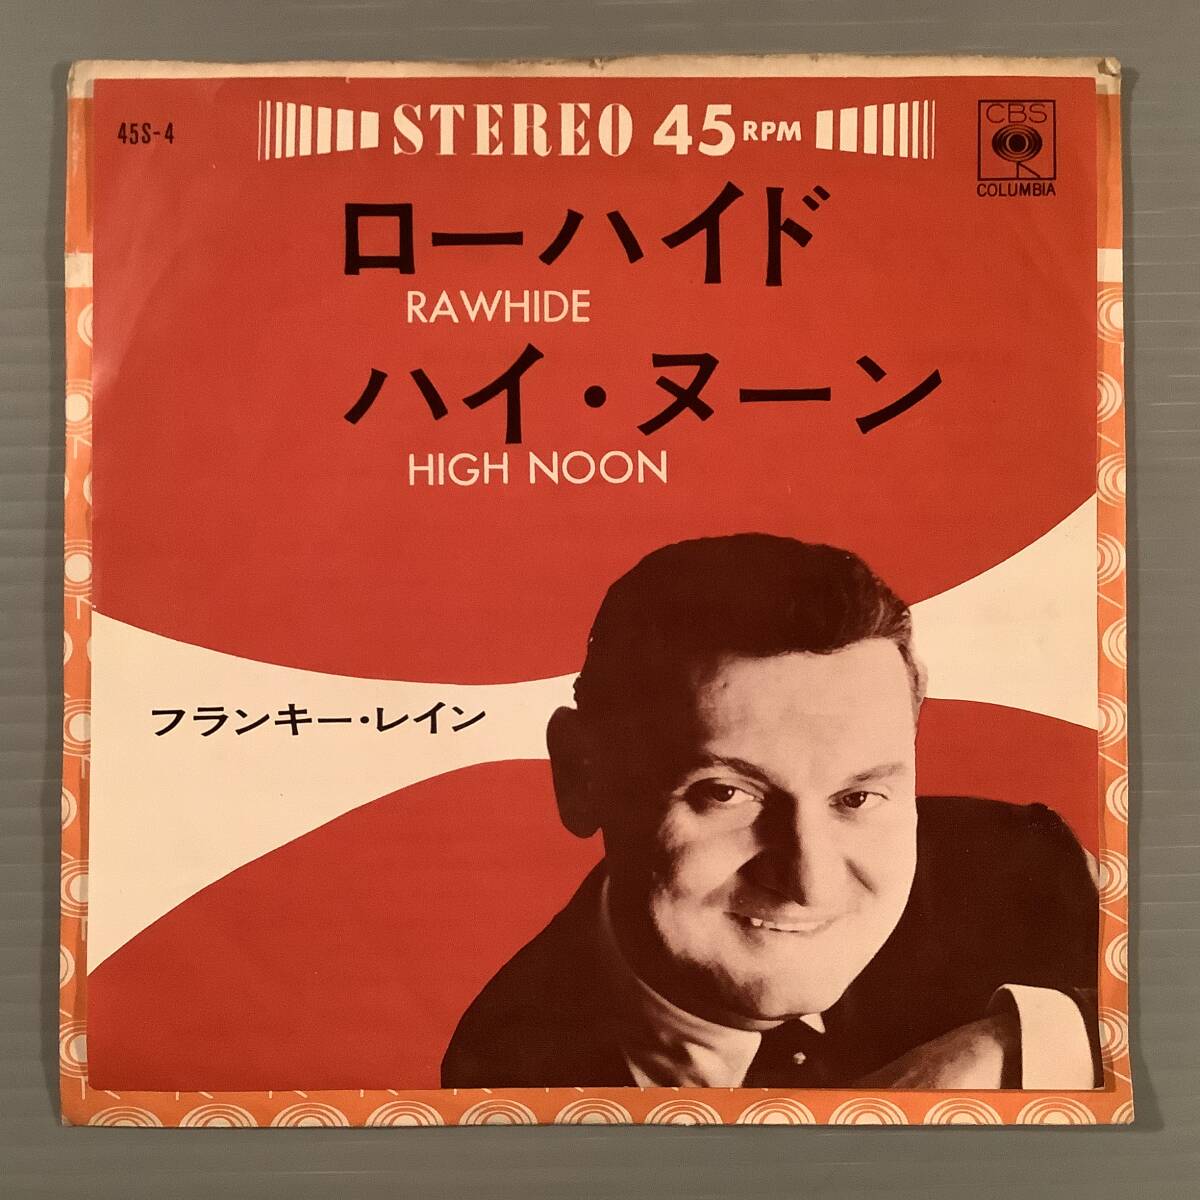 45S-4
STEREO 45 RPM
CBS
COLUMBIA
ローハイド
RAWHIDE
ハイ・ヌーン
HIGH NOON
フランキー・レイン